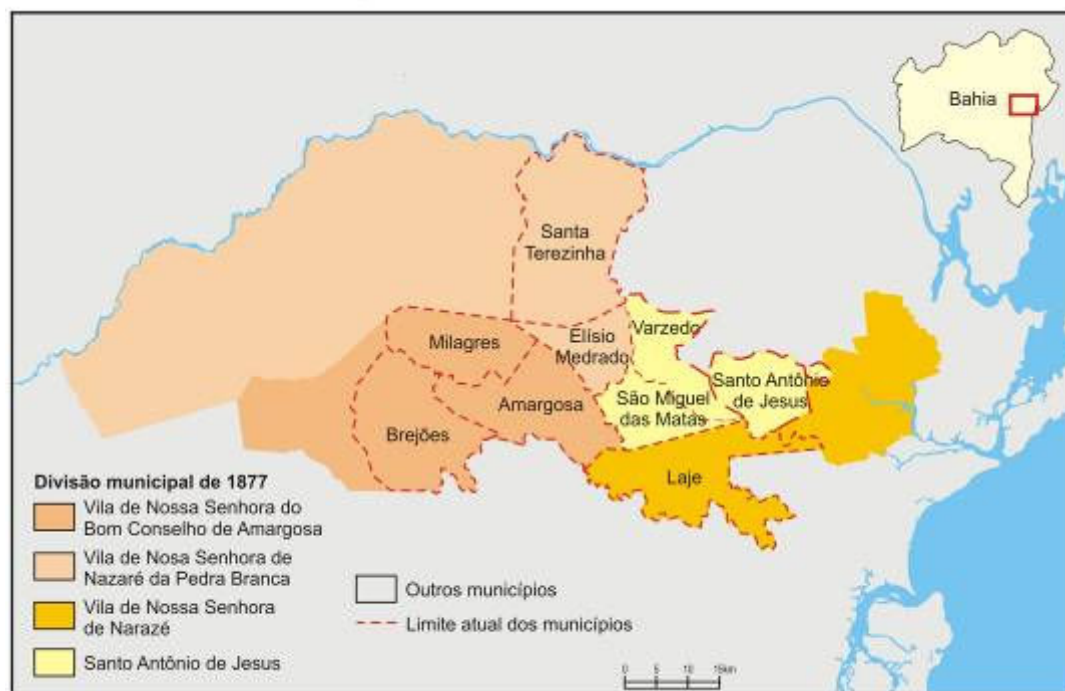 Bahia
Santa
Terezinha
Varzedo
Milagres
Elísio
Medrado
Santo Antônio
de Jesus
São Miguel
das Matas
Amargosa
Brejões
Laje
Divisão municipal de 1877
Vila de Nossa Senhora do
Bom Conselho de Amargosa
Vila de Nosa Senhora de
Nazaré da Pedra Branca
Vila de Nossa Senhora
de Narazé
Santo Antônio de Jesus
Outros municípios
Limite atual dos municípios
0 5 10 15km